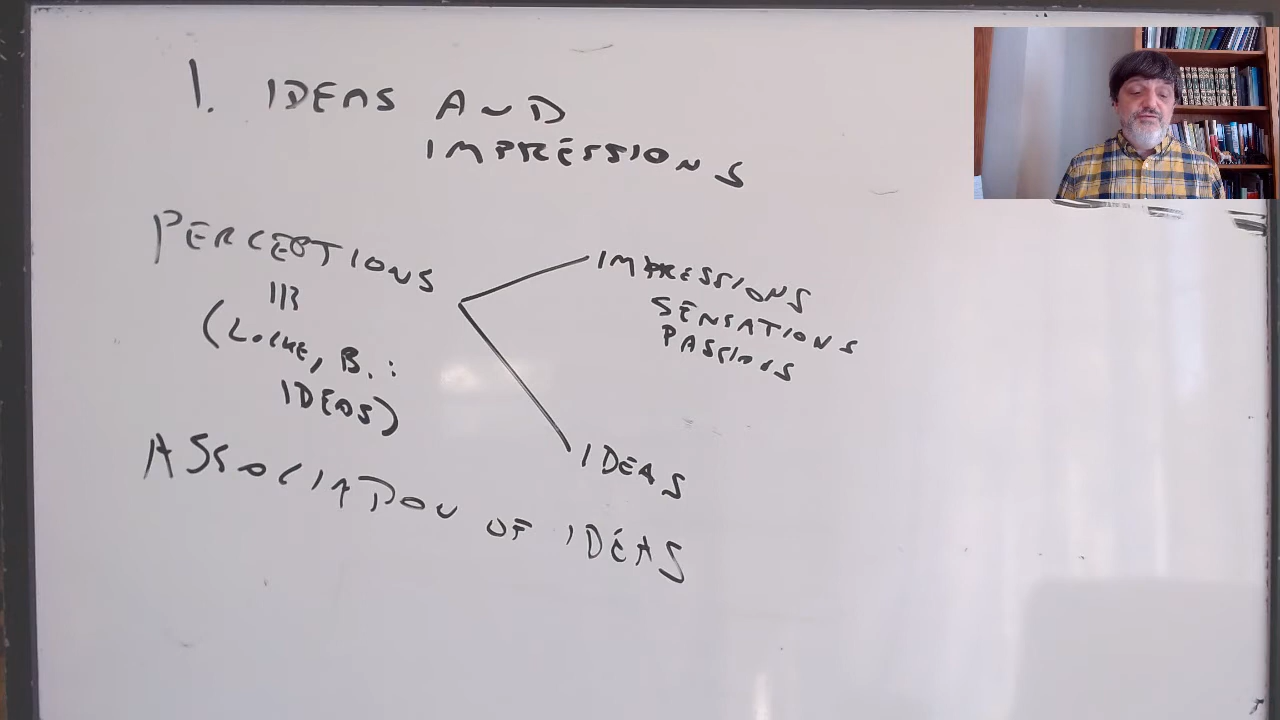 1. IDEAS AND
IMPRESSIONS
PERCEPTIONS
IMPRESSIONS
SENSATIONS
PASSIONS
(LOCKE, B.:
IDEAS)
IDEAS
ASSOCIATION OF IDEAS